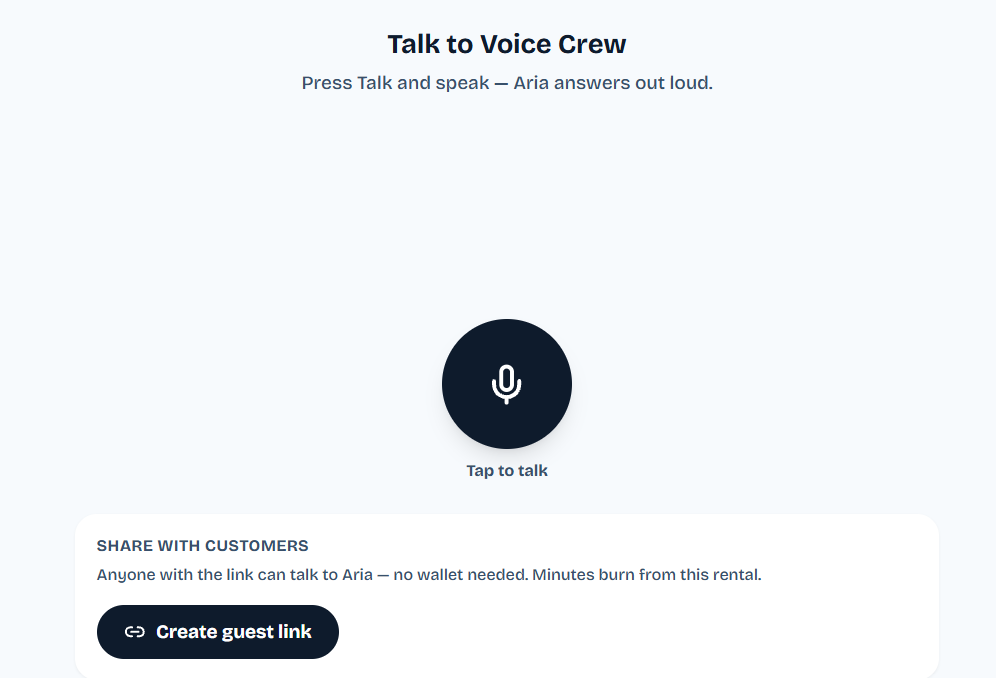 Talk to Voice Crew
Press Talk and speak — Aria answers out loud.
Tap to talk
SHARE WITH CUSTOMERS
Anyone with the link can talk to Aria — no wallet needed. Minutes burn from this rental.
Create guest link